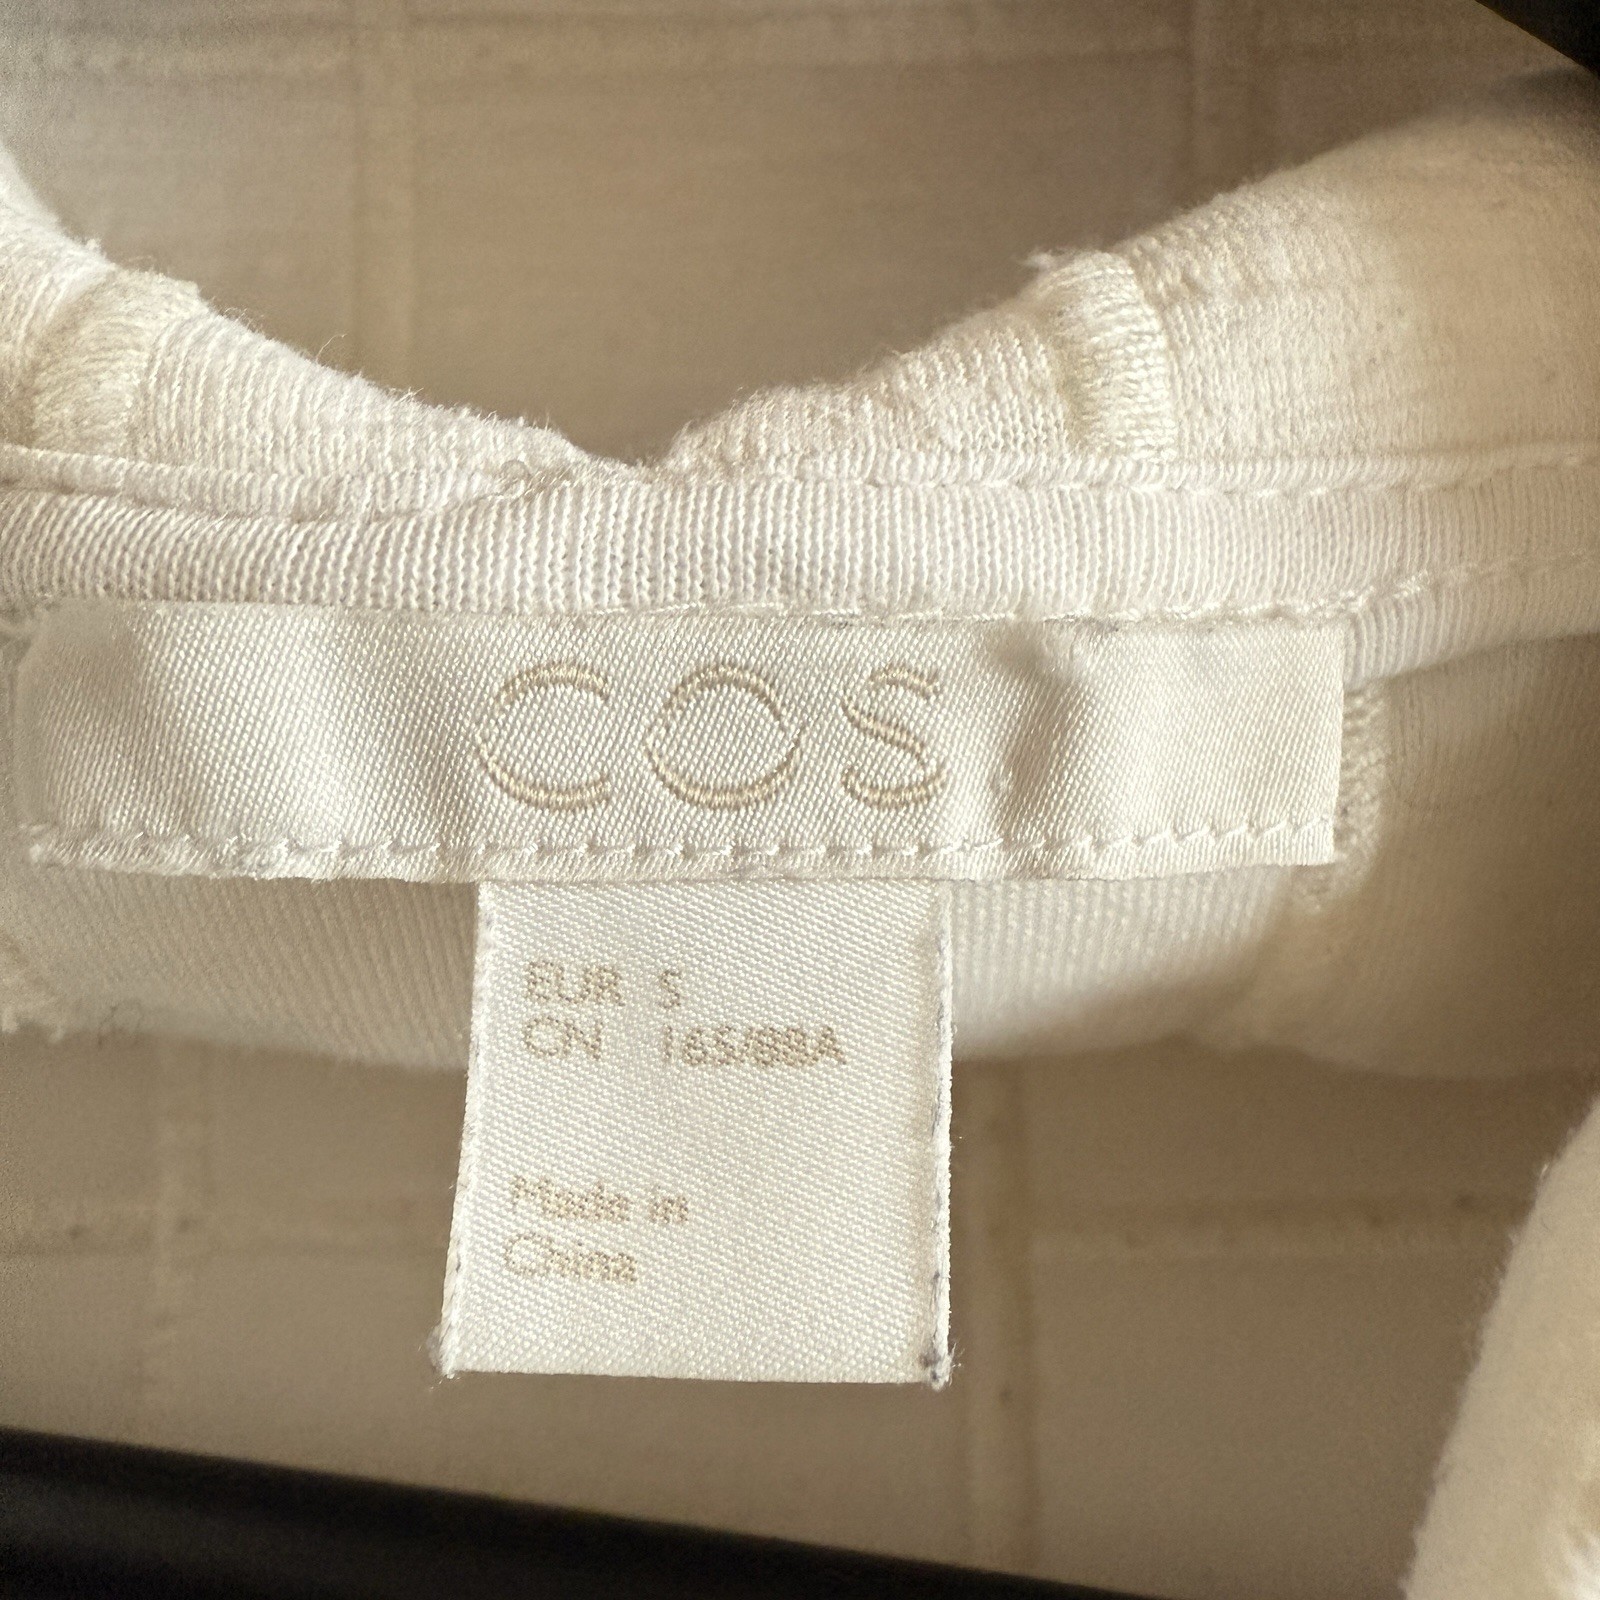 COS
EUR S
CN 165/88A
Made in
China